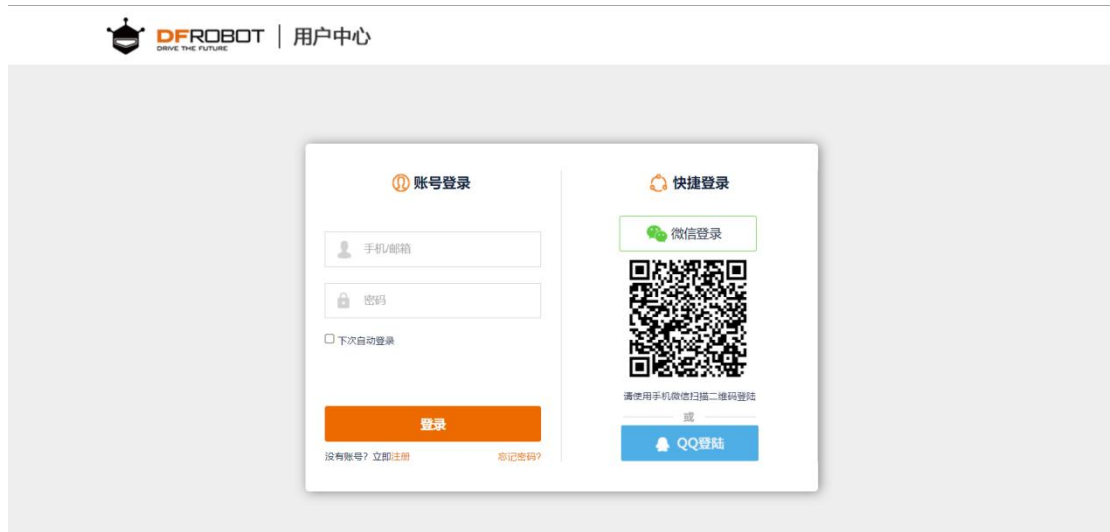 DFROBOT
DRIVE THE FUTURE
用户中心
账号登录
手机/邮箱
密码
下次自动登录
登录
没有账号？立即注册
忘记密码?
快捷登录
微信登录
请使用手机微信扫描二维码登陆
或
QQ登陆